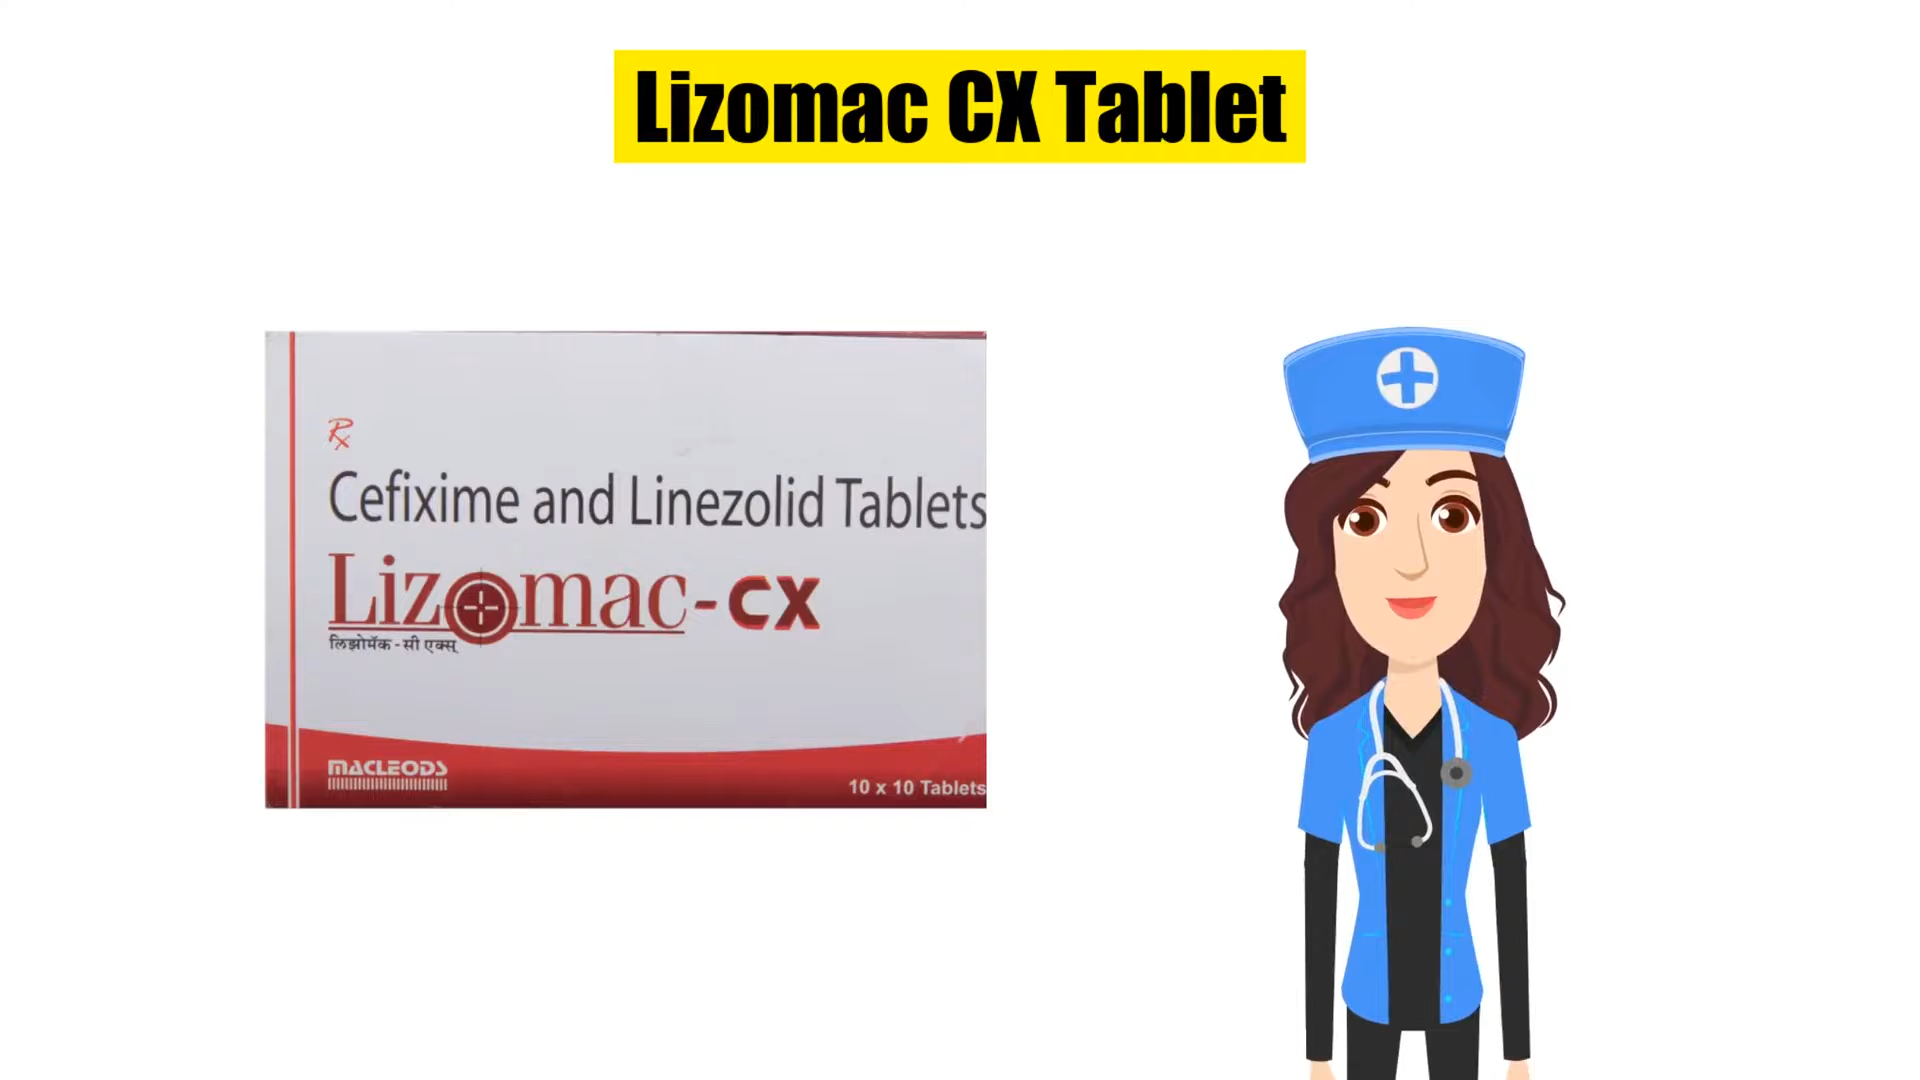 Lizomac CX Tablet
Rx
Cefixime and Linezolid Tablets
Lizomac-CX
लिझोमॅक - सी एक्स्
MACLEODS
10 x 10 Tablets